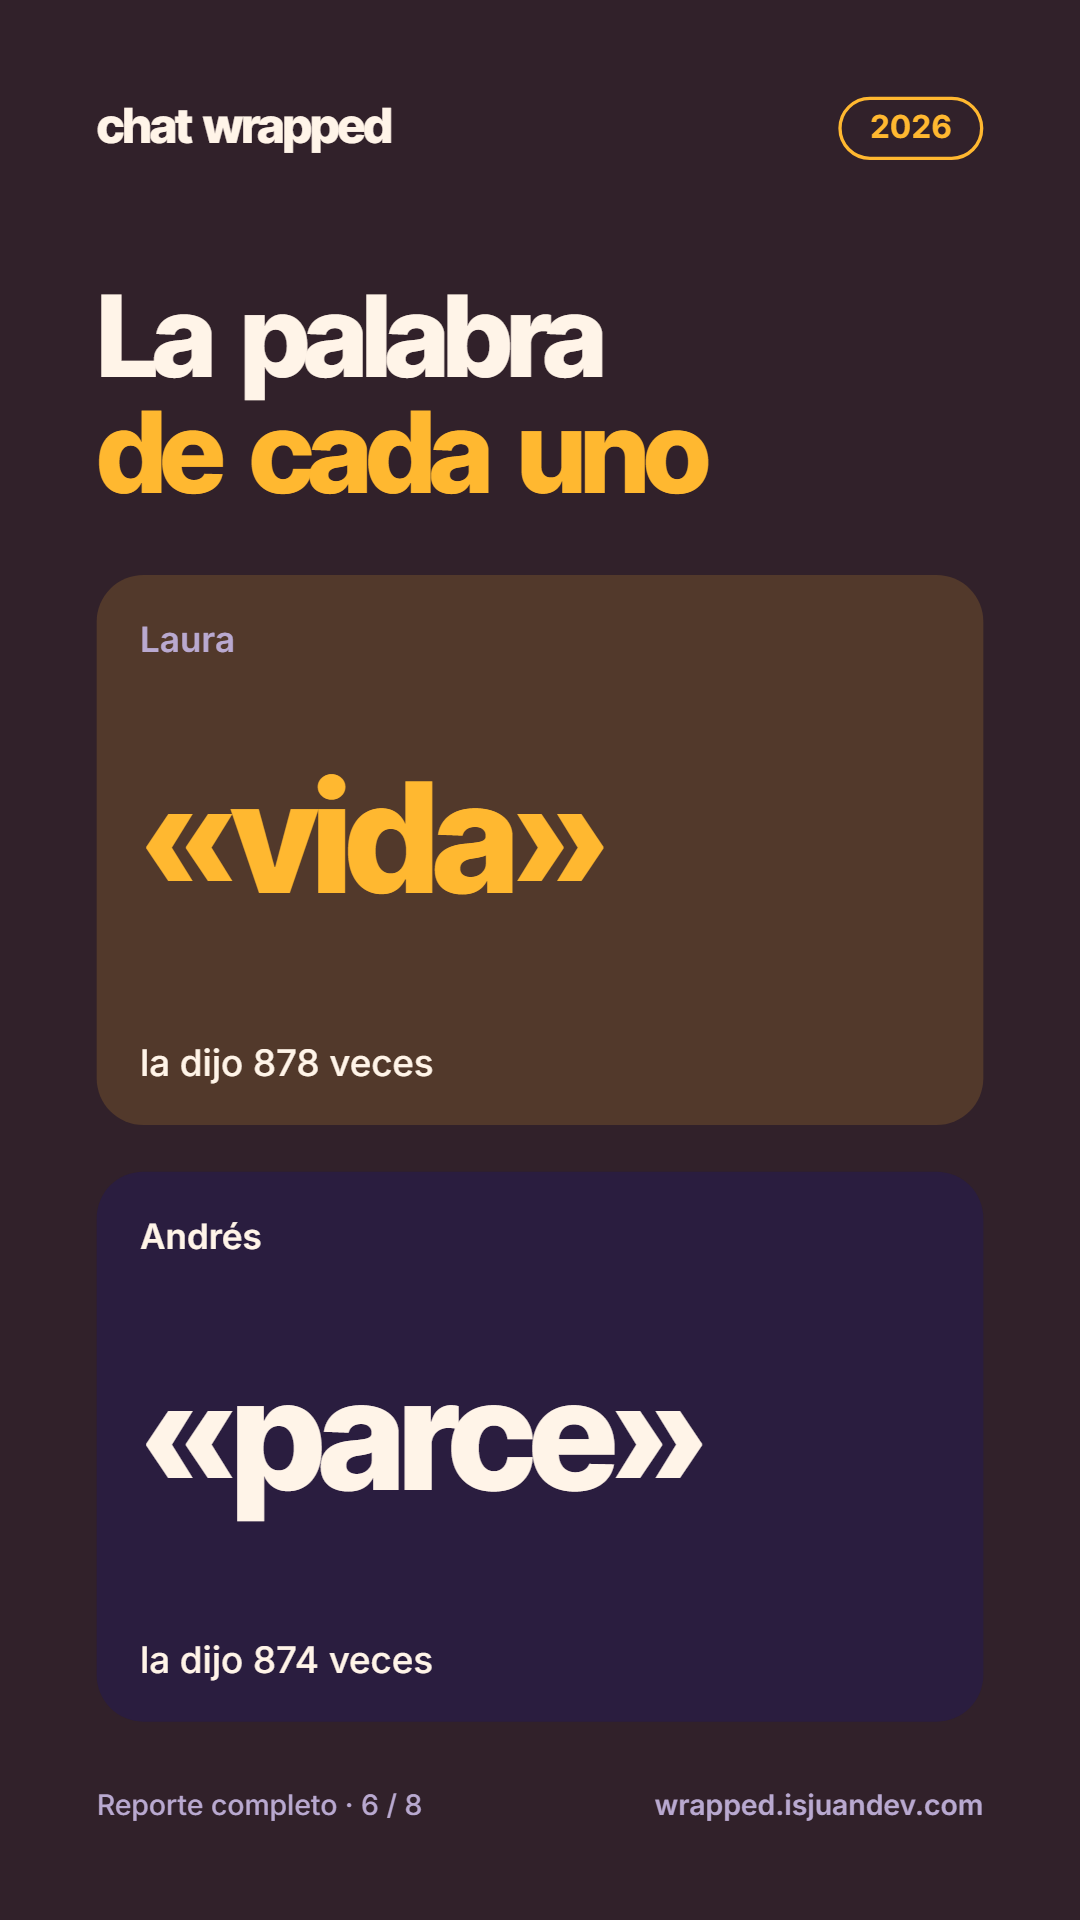 chat wrapped
2026
La palabra
de cada uno
Laura
«vida»
la dijo 878 veces
Andrés
«parce»
la dijo 874 veces
Reporte completo · 6 / 8
wrapped.isjuandev.com